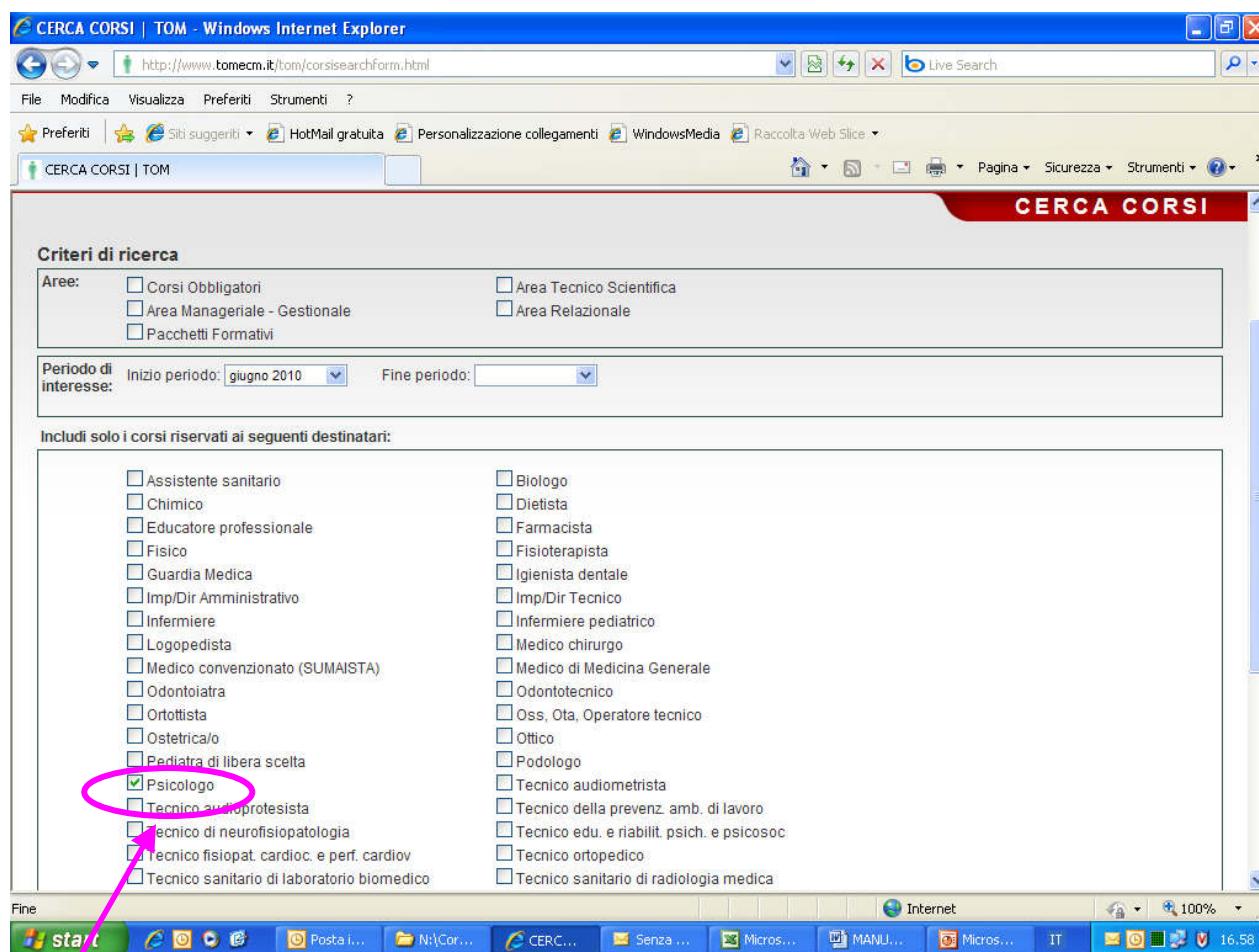 CERCA CORSI | TOM - Windows Internet Explorer
http://www.tomecm.it/tom/corsisearchform.html
Live Search
File Modifica Visualizza Preferiti Strumenti ?
Preferiti Siti suggeriti HotMail gratuita Personalizzazione collegamenti WindowsMedia Raccolta Web Slice
CERCA CORSI | TOM Pagina Sicurezza Strumenti
CERCA CORSI
Criteri di ricerca
Aree: Corsi Obbligatori Area Tecnico Scientifica
Area Manageriale - Gestionale Area Relazionale
Pacchetti Formativi
Periodo di interesse: Inizio periodo: giugno 2010 Fine periodo:
Includi solo i corsi riservati ai seguenti destinatari:
Assistente sanitario Biologo
Chimico Dietista
Educatore professionale Farmacista
Fisico Fisioterapista
Guardia Medica Igienista dentale
Imp/Dir Amministrativo Imp/Dir Tecnico
Infermiere Infermiere pediatrico
Logopedista Medico chirurgo
Medico convenzionato (SUMAISTA) Medico di Medicina Generale
Odontoiatra Odontotecnico
Ortottista Oss, Ota, Operatore tecnico
Ostetrica/o Ottico
Pediatra di libera scelta Podologo
Psicologo Tecnico audiometrista
Tecnico audioprotesista Tecnico della prevenz. amb. di lavoro
Tecnico di neurofisiopatologia Tecnico edu. e riabilit. psich. e psicosoc
Tecnico fisiopat. cardioc. e perf. cardiov Tecnico ortopedico
Tecnico sanitario di laboratorio biomedico Tecnico sanitario di radiologia medica
Fine Internet 100%
start Posta i... N:\Cor... CERC... Senza ... Micros... MANU... Micros... IT 16.59